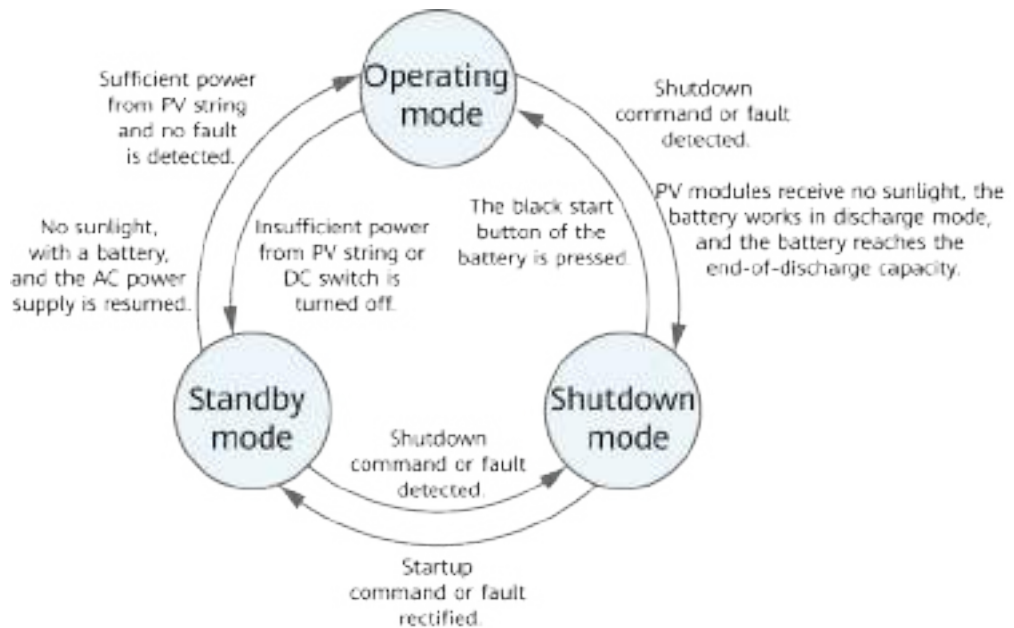 Operating
mode
Sufficient power
from PV string
and no fault
is detected.
Shutdown
command or fault
detected.
No sunlight,
with a battery,
and the AC power
supply is resumed.
Insufficient power
from PV string or
DC switch is
turned off.
The black start
button of the
battery is pressed.
PV modules receive no sunlight, the
battery works in discharge mode,
and the battery reaches the
end-of-discharge capacity.
Standby
mode
Shutdown
mode
Shutdown
command or fault
detected.
Startup
command or fault
rectified.